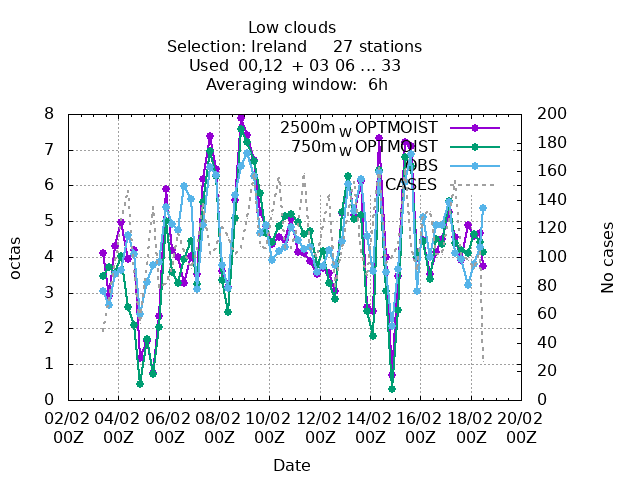 Low clouds
Selection: Ireland 27 stations
Used 00,12 + 03 06 ... 33
Averaging window: 6h
2500m W OPTMOIST
750m W OPTMOIST
OBS
CASES
octas
8
7
6
5
4
3
2
1
0
200
180
160
140
120
100
80
60
40
20
0
No cases
02/02 04/02 06/02 08/02 10/02 12/02 14/02 16/02 18/02 20/02
00Z 00Z 00Z 00Z 00Z 00Z 00Z 00Z 00Z 00Z
Date